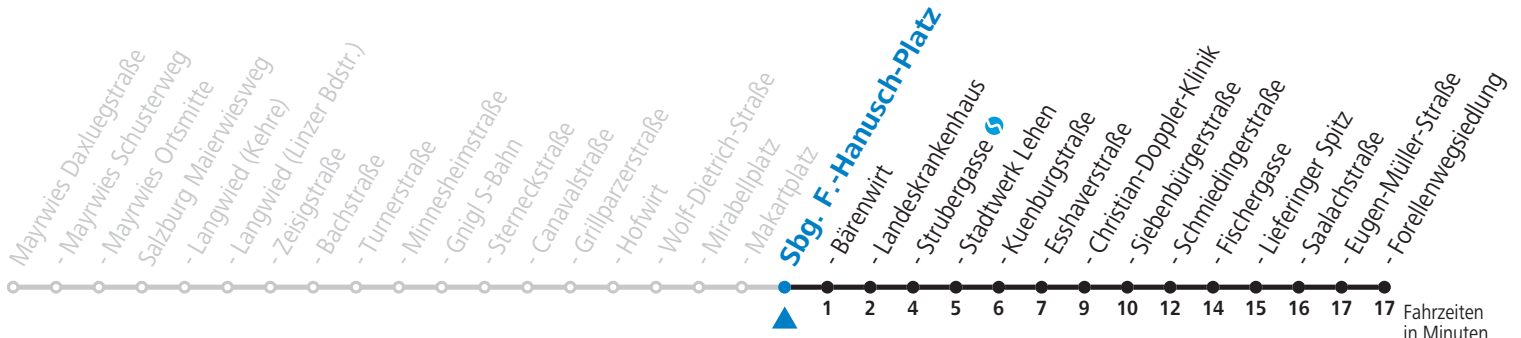 Mayrwies Daxluegstraße
- Mayrwies Schusterweg
- Mayrwies Ortsmitte
Salzburg Maierwiesweg
- Langwied (Kehre)
- Langwied (Linzer Bdstr.)
Zeisigstraße
- Bachstraße
- Turnerstraße
- Minnesheimstraße
- Gnigl S-Bahn
- Sterneckstraße
- Canavalstraße
- Grillparzerstraße
- Hofwirt
- Wolf-Dietrich-Straße
- Mirabellplatz
- Makartplatz
Sbg. F.-Hanusch-Platz
- Bärenwirt
- Landeskrankenhaus
- Strubergasse
- Stadtwerk Lehen
- Kuenburgstraße
- Esshaverstraße
- Christian-Doppler-Klinik
- Siebenbürgerstraße
- Schmiedingerstraße
- Fischergasse
- Lieferinger Spitz
- Saalachstraße
- Eugen-Müller-Straße
- Forellenwegsiedlung
1 2 4 5 6 7 9 10 12 14 15 16 17 17 Fahrzeiten
in Minuten